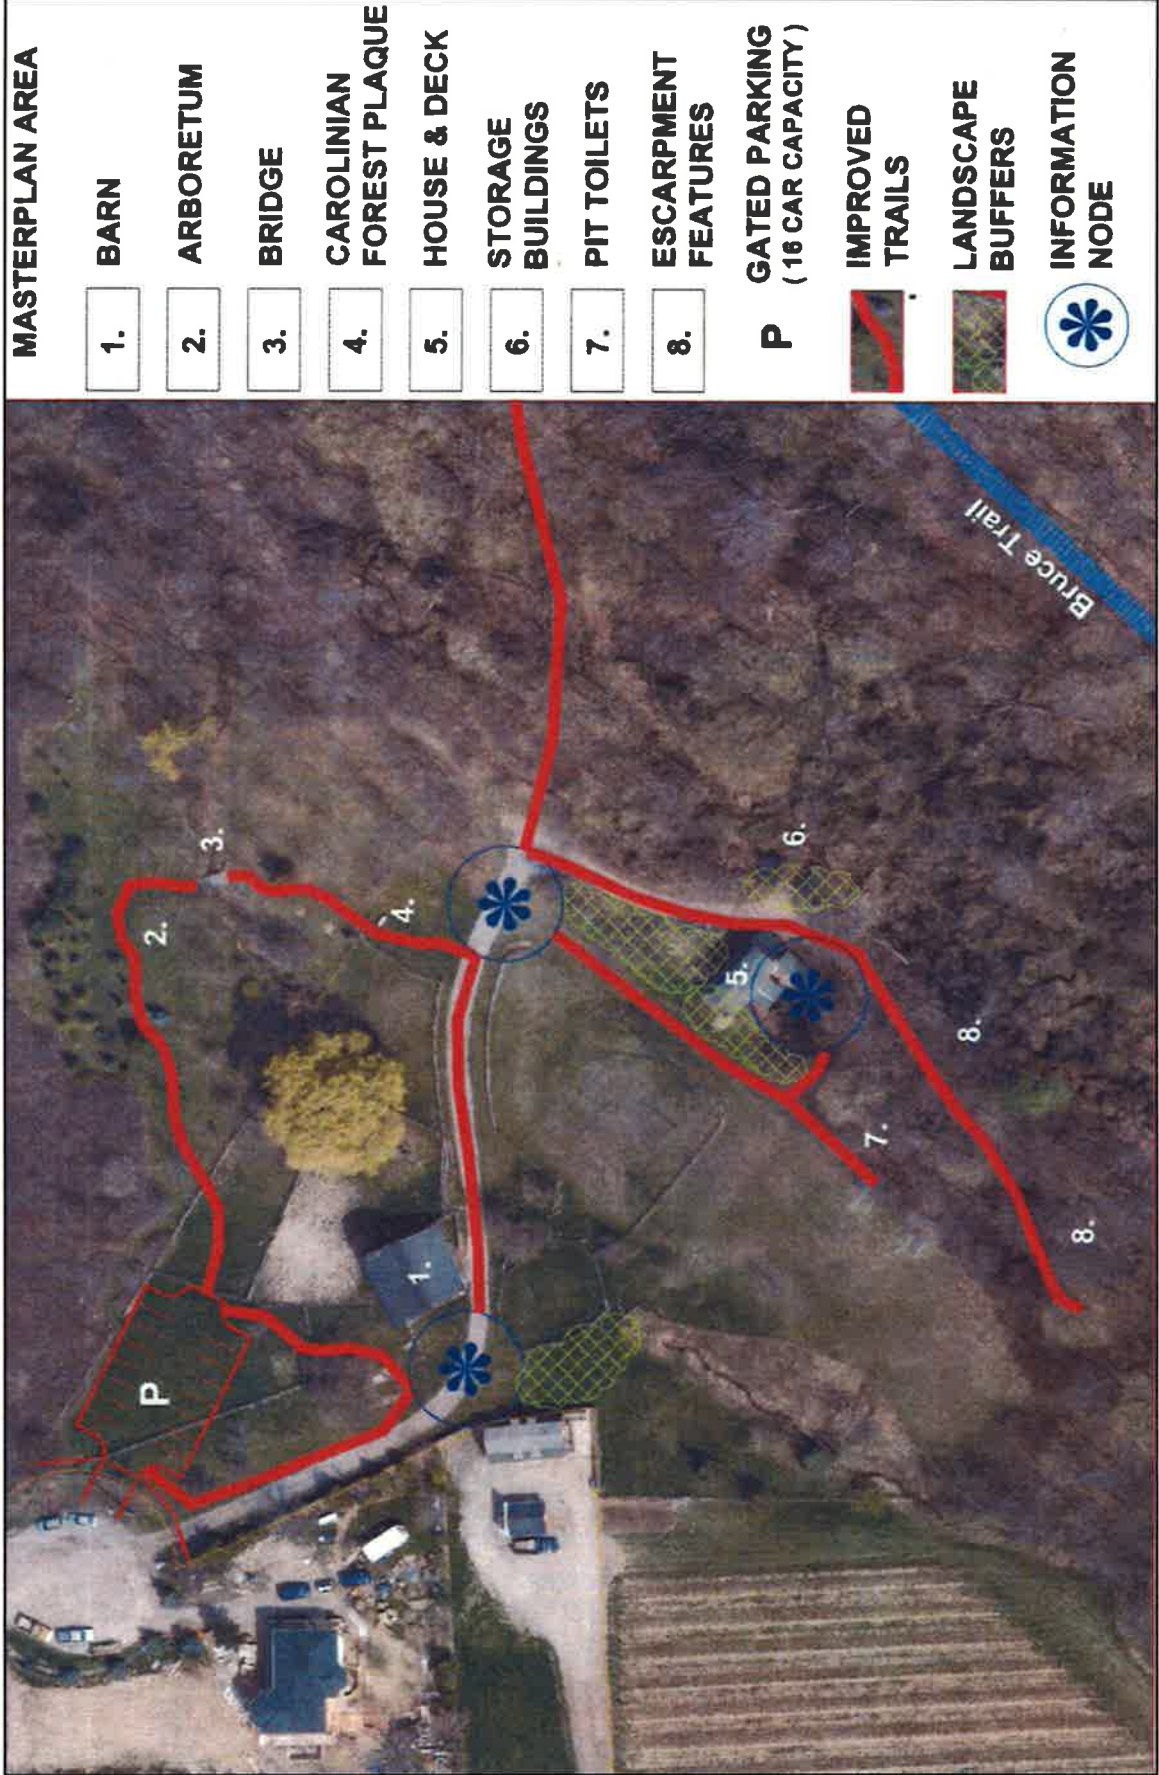 MASTERPLAN AREA
1. BARN
2. ARBORETUM
3. BRIDGE
4. CAROLINIAN
FOREST PLAQUE
5. HOUSE & DECK
6. STORAGE
BUILDINGS
7. PIT TOILETS
8. ESCARPMENT
FEATURES
P GATED PARKING
(16 CAR CAPACITY)
IMPROVED
TRAILS
LANDSCAPE
BUFFERS
INFORMATION
NODE
P
1.
2.
3.
4.
5.
6.
7.
8.
8.
Bruce Trail